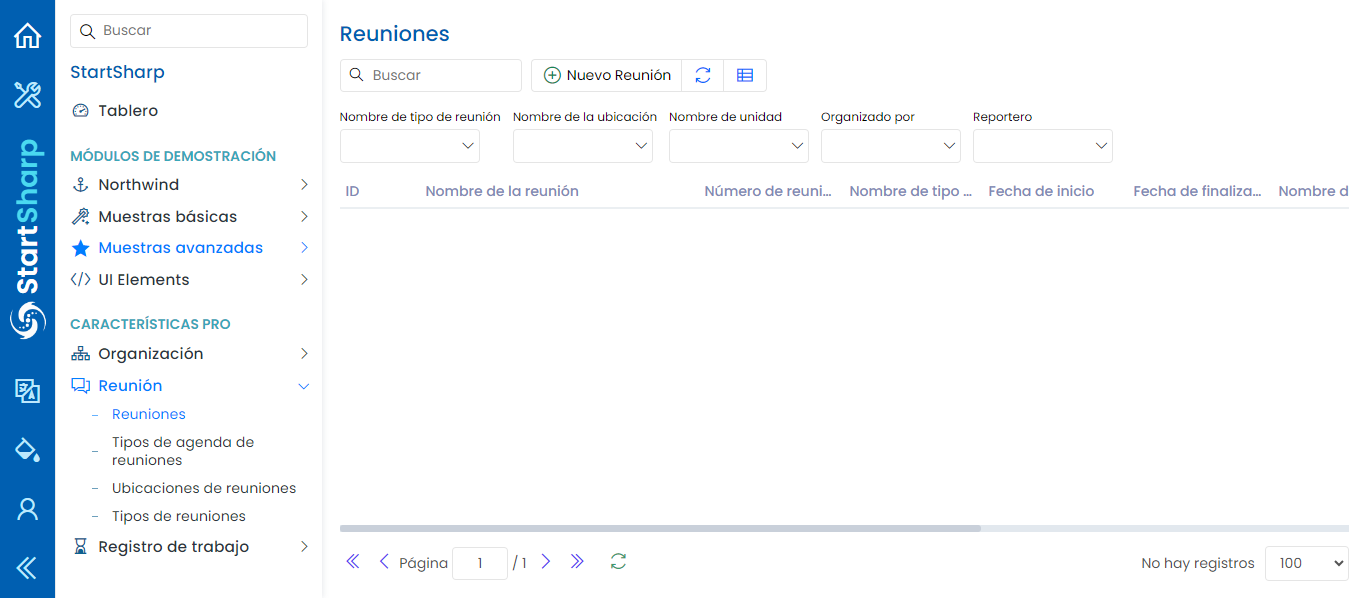 StartSharp
Buscar
StartSharp
Tablero
MÓDULOS DE DEMOSTRACIÓN
Northwind
Muestras básicas
Muestras avanzadas
UI Elements
CARACTERÍSTICAS PRO
Organización
Reunión
Reuniones
Tipos de agenda de
reuniones
Ubicaciones de reuniones
Tipos de reuniones
Registro de trabajo
Reuniones
Buscar
Nuevo Reunión
Nombre de tipo de reunión Nombre de la ubicación Nombre de unidad Organizado por Reportero
ID Nombre de la reunión Número de reuni... Nombre de tipo ... Fecha de inicio Fecha de finaliza... Nombre d
Página 1 / 1 No hay registros 100